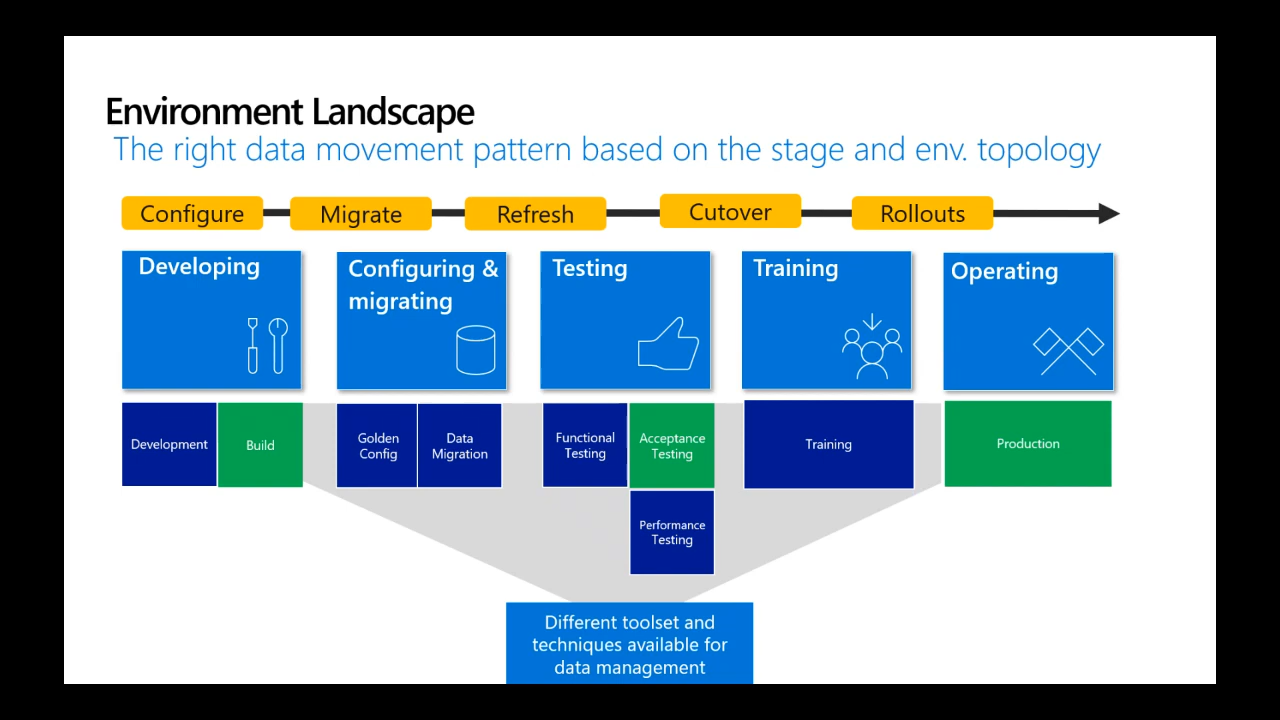 Environment Landscape
The right data movement pattern based on the stage and env. topology
Configure
Migrate
Refresh
Cutover
Rollouts
Developing
Configuring &
migrating
Testing
Training
Operating
Development
Build
Golden
Config
Data
Migration
Functional
Testing
Acceptance
Testing
Training
Production
Performance
Testing
Different toolset and
techniques available for
data management